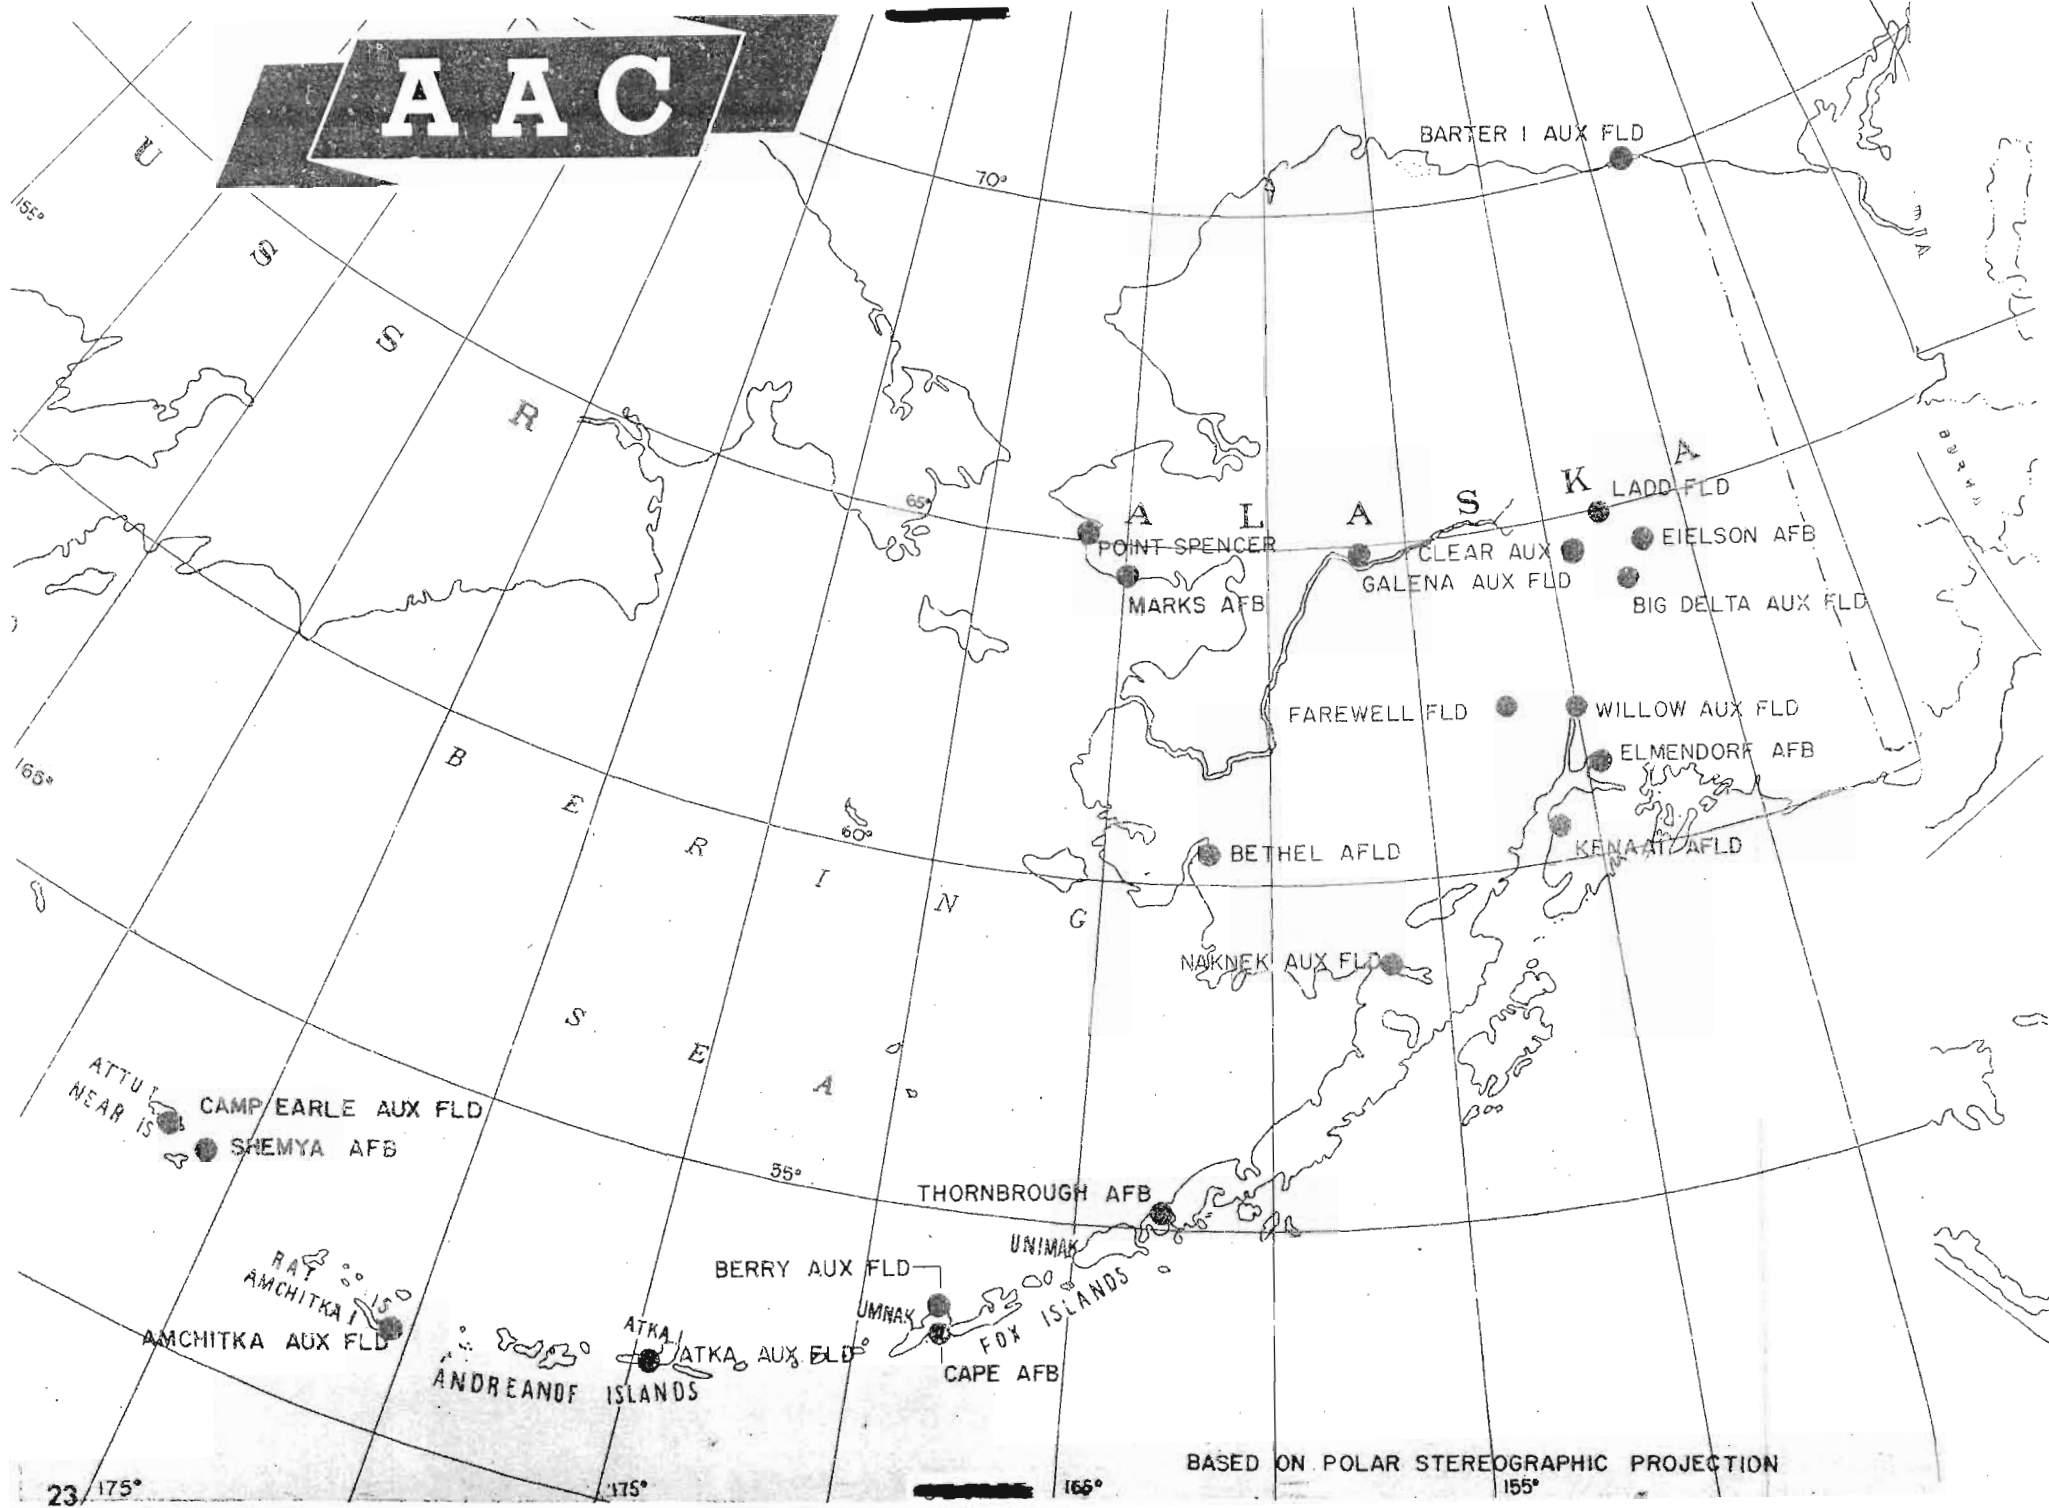 AAC
U S S R
155°
70°
BARTER I AUX FLD
65°
A L A S K A
LADD FLD
EIELSON AFB
POINT SPENCER
CLEAR AUX
GALENA AUX FLD
MARKS AFB
BIG DELTA AUX FLD
FAREWELL FLD
WILLOW AUX FLD
ELMENDORF AFB
165°
B E R I N G
60°
BETHEL AFLD
KENAAI AFLD
NAKNEK AUX FLD
S E A
ATTU I
NEAR IS
CAMP EARLE AUX FLD
SHEMYA AFB
55°
THORNBROUGH AFB
UNIMAK
RAT IS
AMCHITKA I
BERRY AUX FLD
UMNAK
FOX ISLANDS
AMCHITKA AUX FLD
ATKA I
ATKA AUX FLD
CAPE AFB
ANDREANOF ISLANDS
BASED ON POLAR STEREOGRAPHIC PROJECTION
23
175°
175°
165°
155°